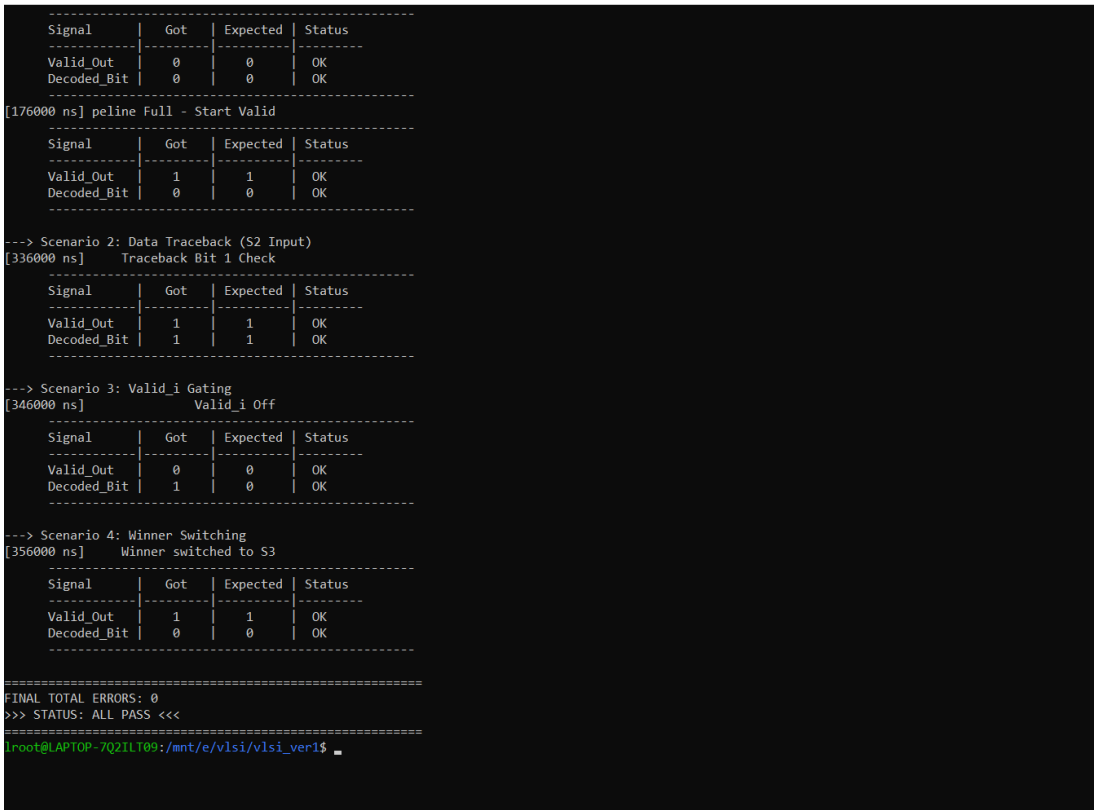 ---------------------------------------------------
Signal      |   Got   | Expected | Status
------------|---------|----------|---------
Valid_Out   |    0    |    0     |  OK
Decoded_Bit |    0    |    0     |  OK
---------------------------------------------------
[176000 ns] peline Full - Start Valid
---------------------------------------------------
Signal      |   Got   | Expected | Status
------------|---------|----------|---------
Valid_Out   |    1    |    1     |  OK
Decoded_Bit |    0    |    0     |  OK
---------------------------------------------------
---> Scenario 2: Data Traceback (S2 Input)
[336000 ns]     Traceback Bit 1 Check
---------------------------------------------------
Signal      |   Got   | Expected | Status
------------|---------|----------|---------
Valid_Out   |    1    |    1     |  OK
Decoded_Bit |    1    |    1     |  OK
---------------------------------------------------
---> Scenario 3: Valid_i Gating
[346000 ns]               Valid_i Off
---------------------------------------------------
Signal      |   Got   | Expected | Status
------------|---------|----------|---------
Valid_Out   |    0    |    0     |  OK
Decoded_Bit |    1    |    0     |  OK
---------------------------------------------------
---> Scenario 4: Winner Switching
[356000 ns]     Winner switched to S3
---------------------------------------------------
Signal      |   Got   | Expected | Status
------------|---------|----------|---------
Valid_Out   |    1    |    1     |  OK
Decoded_Bit |    0    |    0     |  OK
---------------------------------------------------
=========================================================
FINAL TOTAL ERRORS: 0
>>> STATUS: ALL PASS <<<
=========================================================
lroot@LAPTOP-7Q2ILT09:/mnt/e/vlsi/vlsi_ver1$